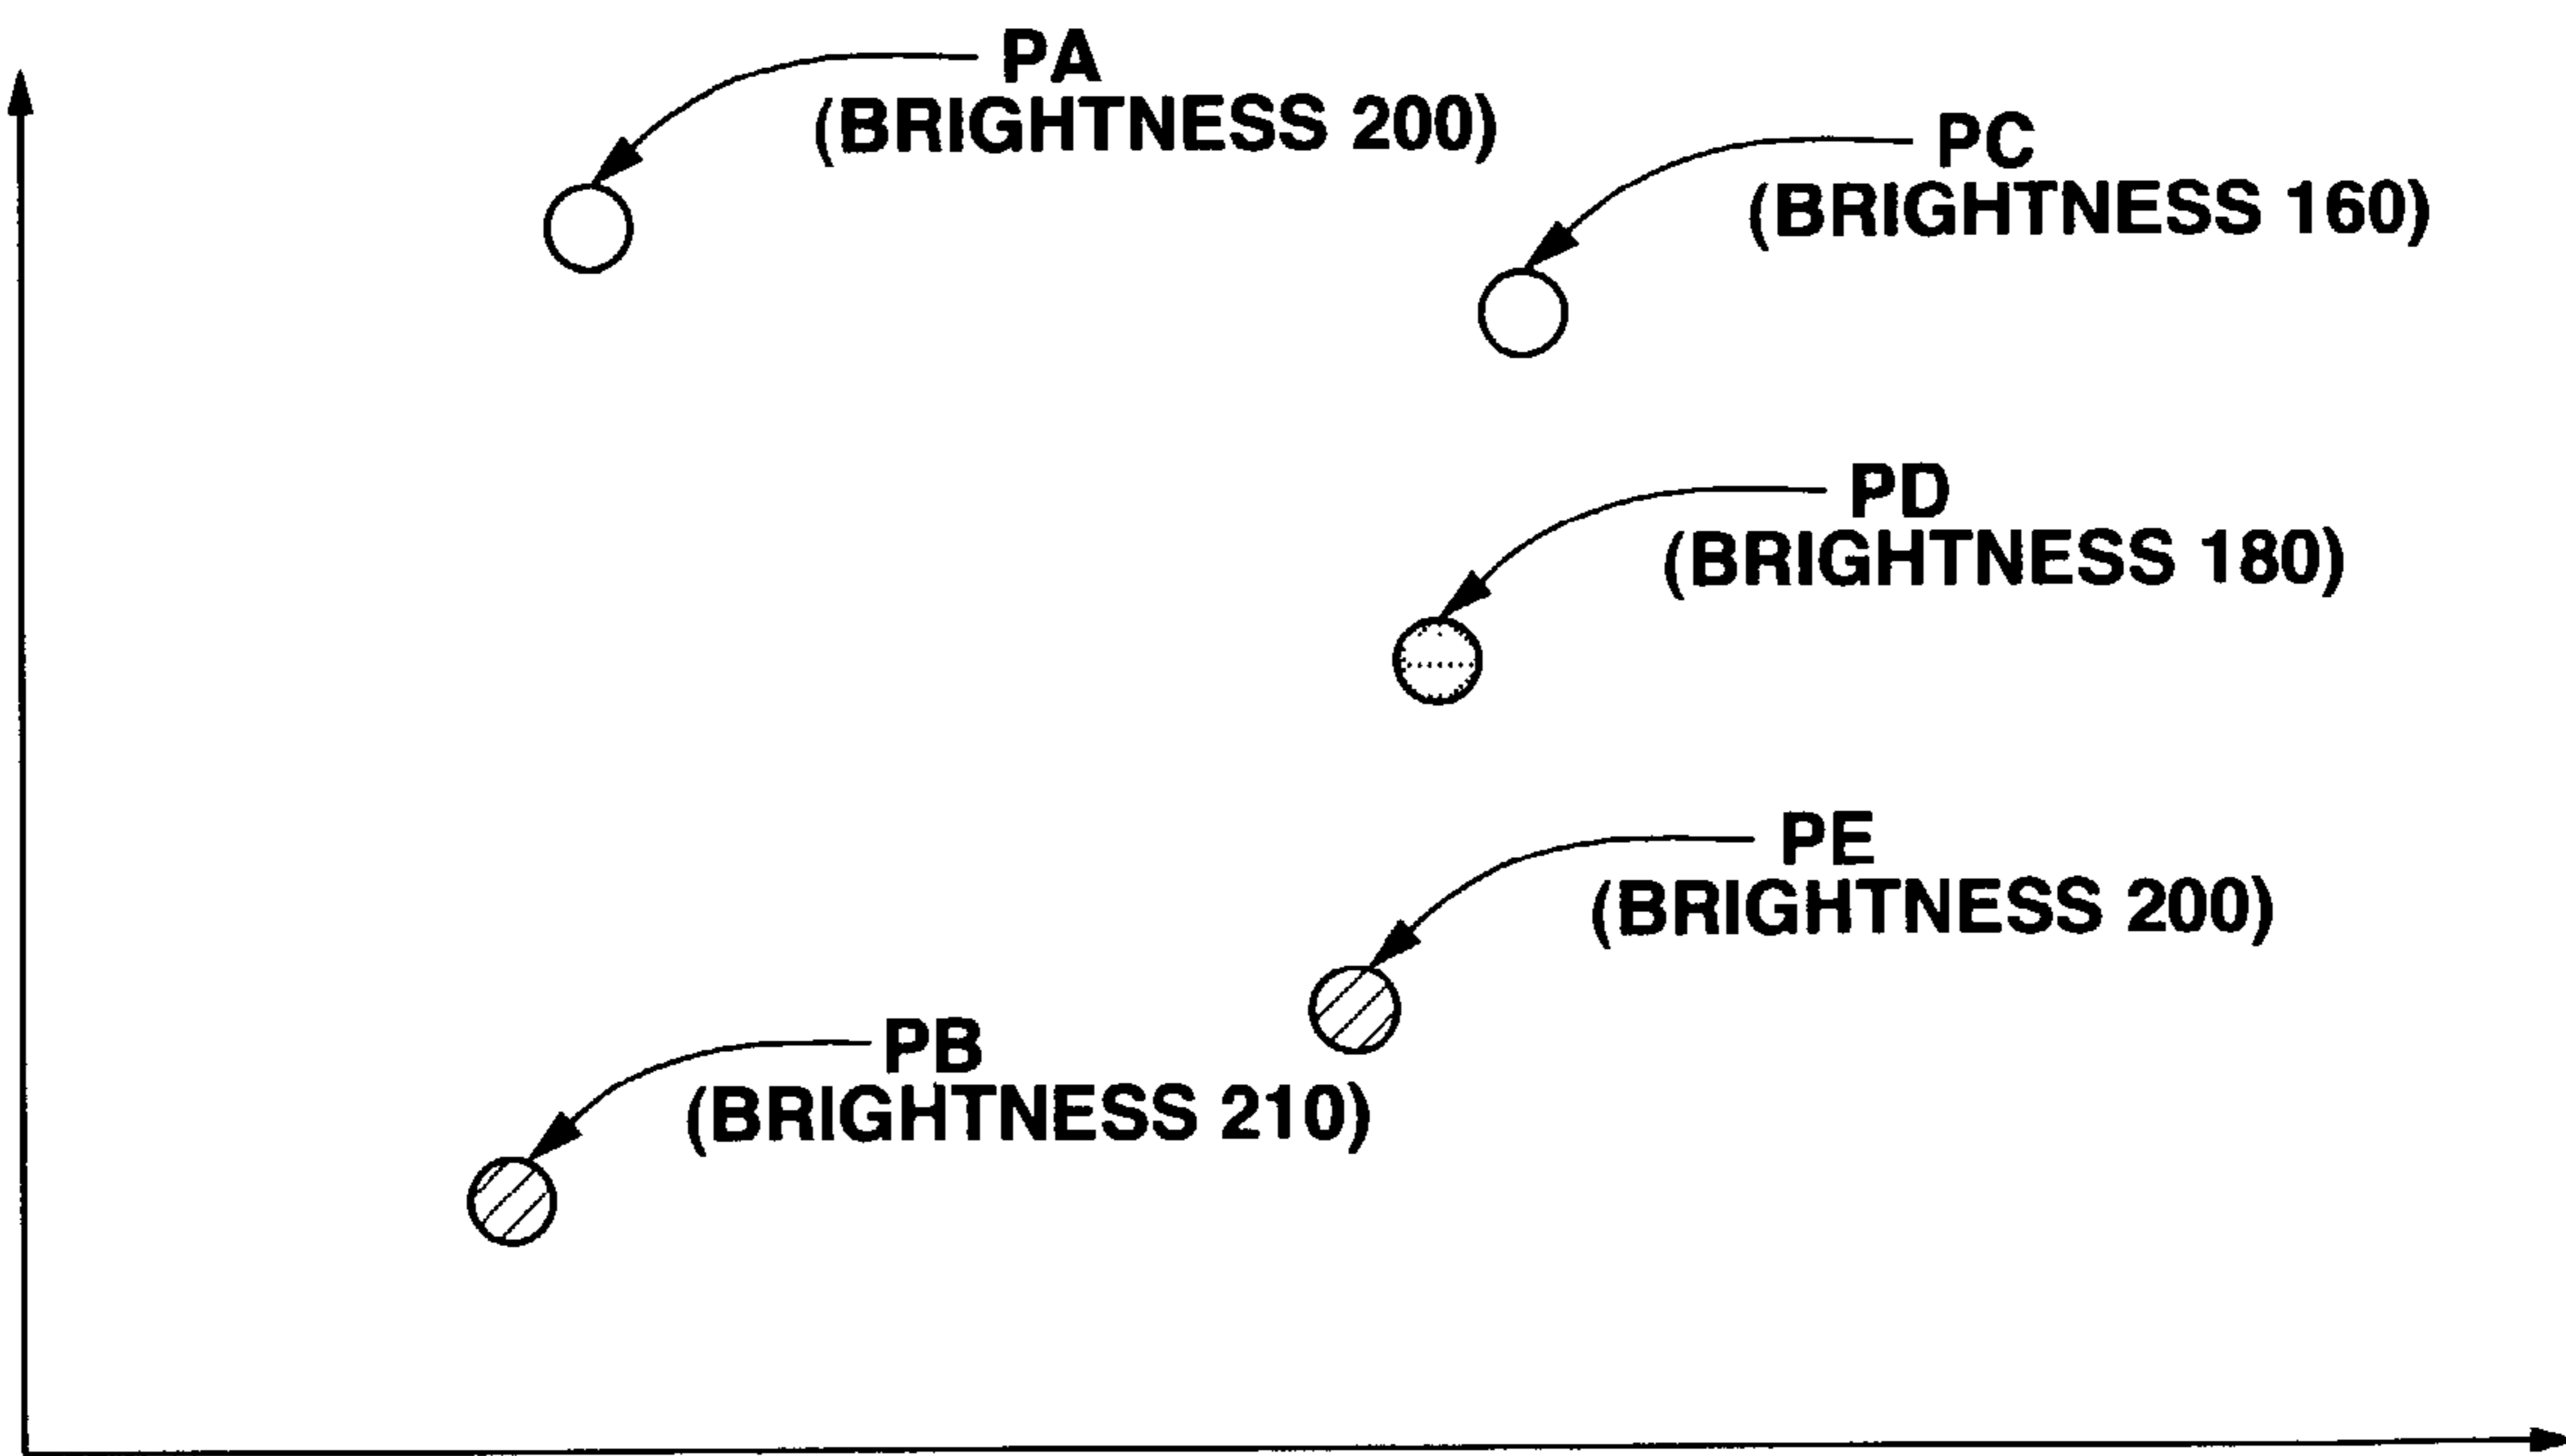 PA
(BRIGHTNESS 200)
PC
(BRIGHTNESS 160)
PD
(BRIGHTNESS 180)
PE
(BRIGHTNESS 200)
PB
(BRIGHTNESS 210)